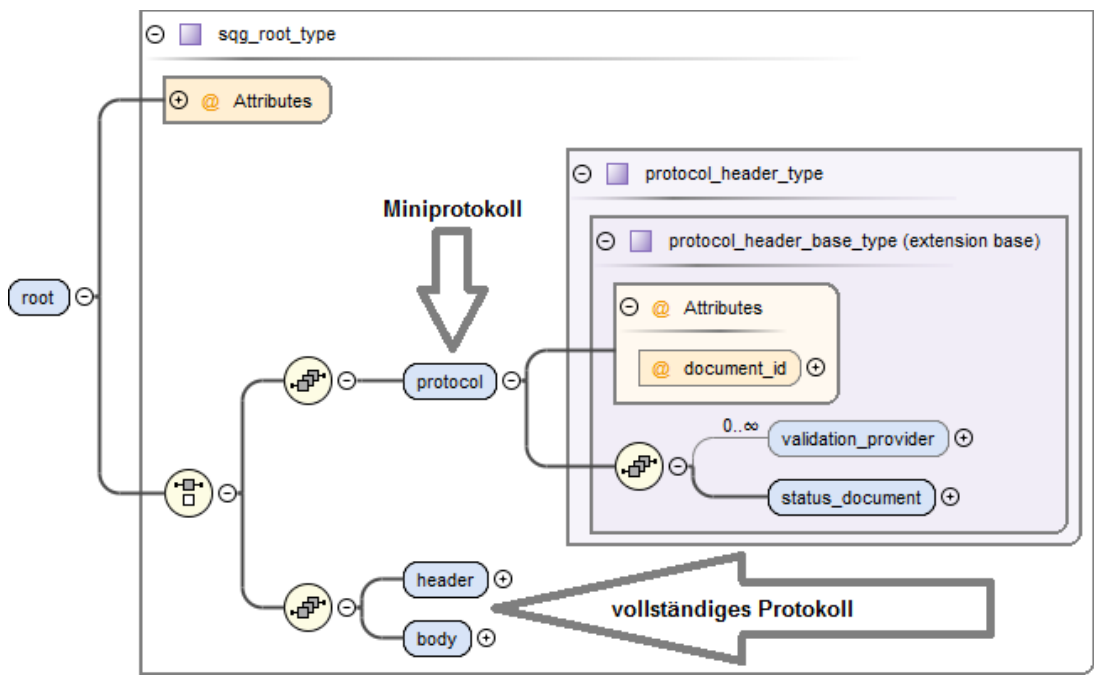 sqg_root_type
@ Attributes
protocol_header_type
Miniprotokoll
protocol_header_base_type (extension base)
root
@ Attributes
@ document_id
protocol
0..∞
validation_provider
status_document
header
vollständiges Protokoll
body